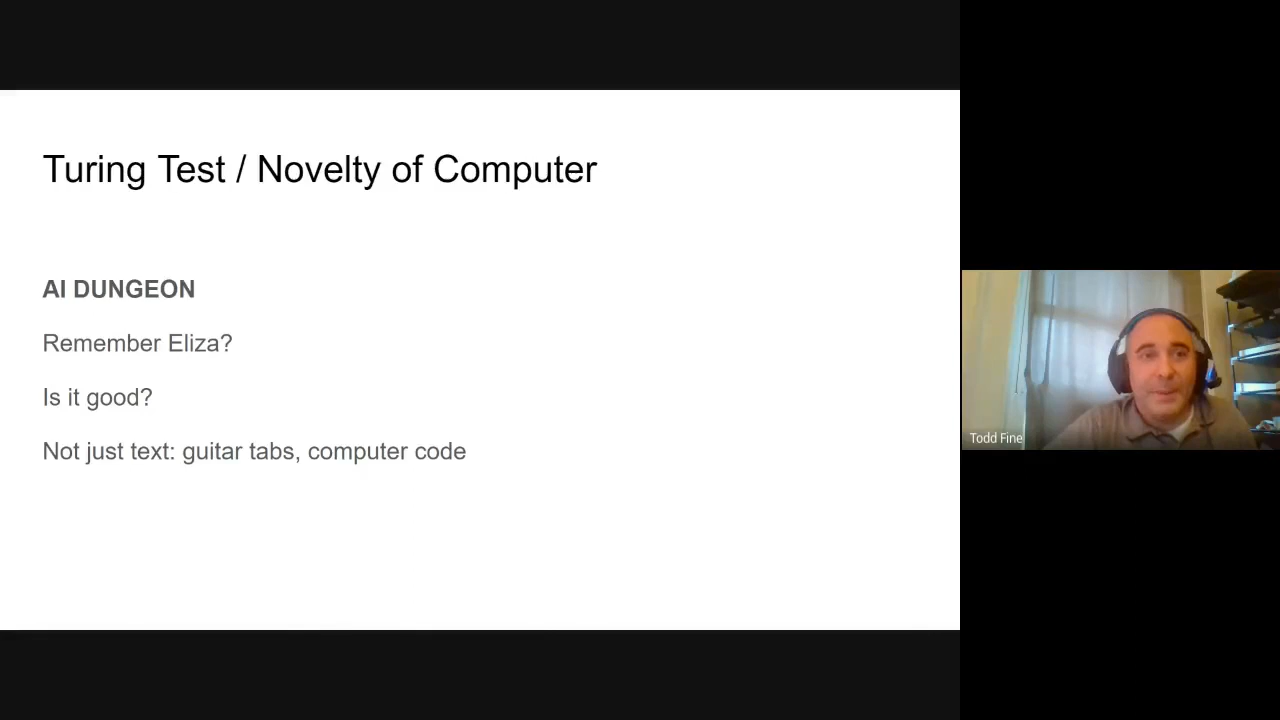 Turing Test / Novelty of Computer
AI DUNGEON
Remember Eliza?
Is it good?
Not just text: guitar tabs, computer code
Todd Fine